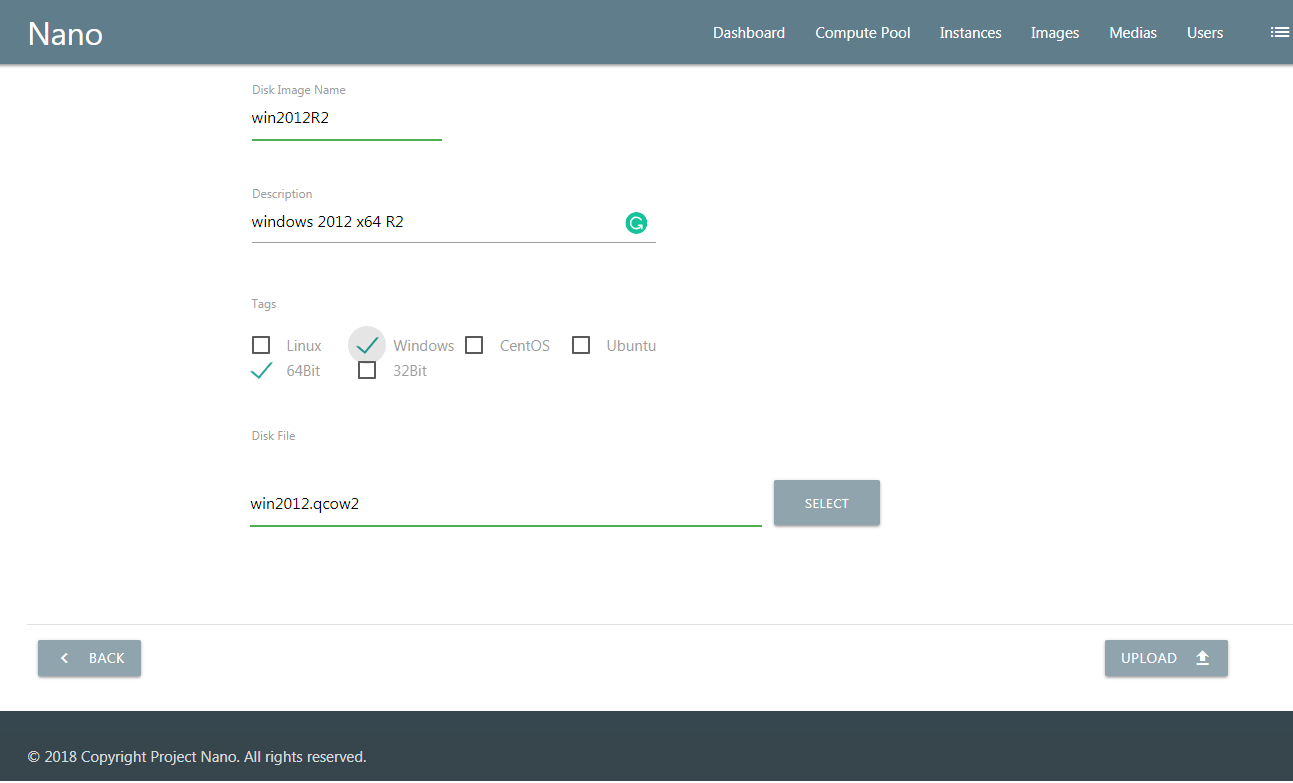 Nano Dashboard Compute Pool Instances Images Medias Users
Disk Image Name
win2012R2
Description
windows 2012 x64 R2
Tags
Linux Windows CentOS Ubuntu
64Bit 32Bit
Disk File
win2012.qcow2 SELECT
BACK UPLOAD
© 2018 Copyright Project Nano. All rights reserved.